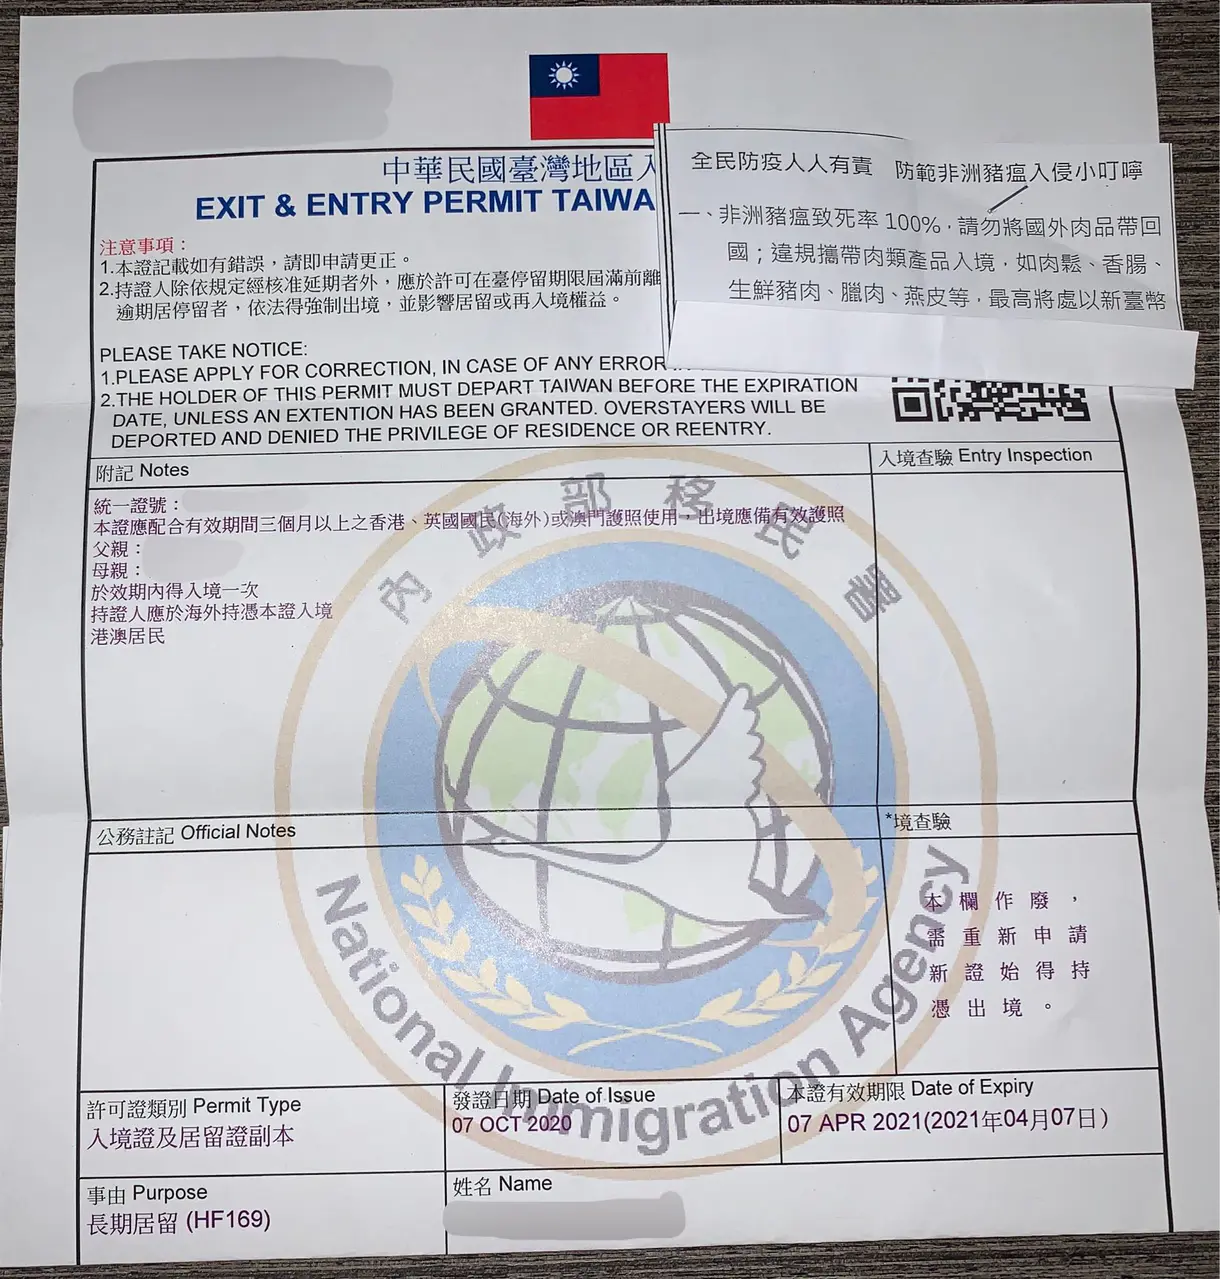 中華民國臺灣地區入
EXIT & ENTRY PERMIT TAIWA
注意事項：
1.本證記載如有錯誤，請即申請更正。
2.持證人除依規定經核准延期者外，應於許可在臺停留期限屆滿前離
逾期居停留者，依法得強制出境，並影響居留或再入境權益。
PLEASE TAKE NOTICE:
1.PLEASE APPLY FOR CORRECTION, IN CASE OF ANY ERROR
2.THE HOLDER OF THIS PERMIT MUST DEPART TAIWAN BEFORE THE EXPIRATION
DATE, UNLESS AN EXTENTION HAS BEEN GRANTED. OVERSTAYERS WILL BE
DEPORTED AND DENIED THE PRIVILEGE OF RESIDENCE OR REENTRY.
全民防疫人人有責 防範非洲豬瘟入侵小叮嚀
一、非洲豬瘟致死率100%，請勿將國外肉品帶回
國；違規攜帶肉類產品入境，如肉鬆、香腸、
生鮮豬肉、臘肉、燕皮等，最高將處以新臺幣
附記 Notes
入境查驗 Entry Inspection
統一證號：
本證應配合有效期間三個月以上之香港、英國國民(海外)或澳門護照使用，出境應備有效護照
父親：
母親：
於效期內得入境一次
持證人應於海外持憑本證入境
港澳居民
內政部移民署
National Immigration Agency
公務註記 Official Notes
*境查驗
本欄作廢，
需重新申請
新證始得持
憑出境。
許可證類別 Permit Type
入境證及居留證副本
發證日期 Date of Issue
07 OCT 2020
本證有效期限 Date of Expiry
07 APR 2021(2021年04月07日)
事由 Purpose
長期居留 (HF169)
姓名 Name